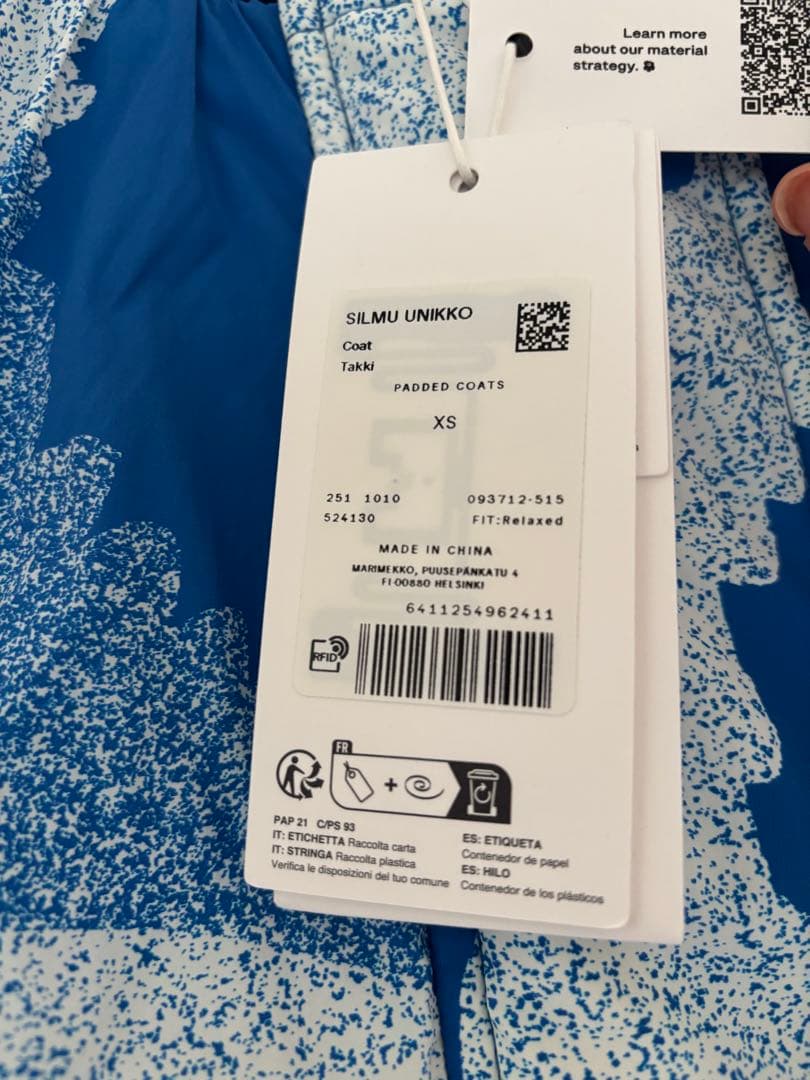 Learn more
about our material
strategy.
SILMU UNIKKO
Coat
Takki
PADDED COATS
XS
251 1010 093712-515
524130 FIT:Relaxed
MADE IN CHINA
MARIMEKKO, PUUSEPÄNKATU 4
FI-00880 HELSINKI
6411254962411
RFID
FR
PAP 21 C/PS 93
IT: ETICHETTA Raccolta carta
IT: STRINGA Raccolta plastica
Verifica le disposizioni del tuo comune
ES: ETIQUETA
Contenedor de papel
ES: HILO
Contenedor de los plásticos